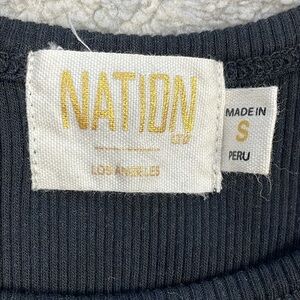 NATION
LTD
LOS ANGELES
MADE IN
S
PERU